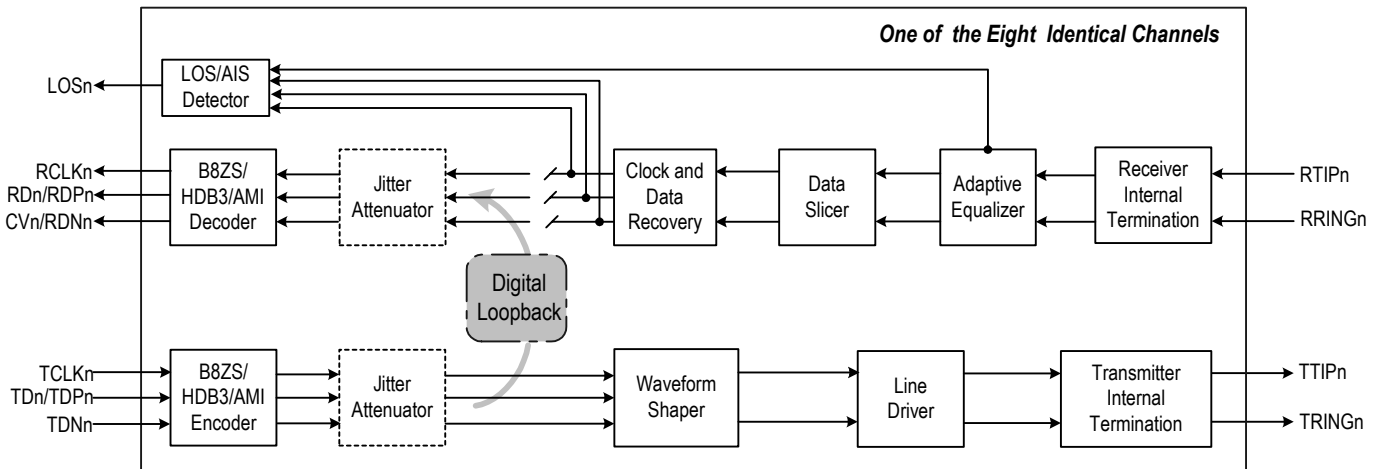 One of the Eight Identical Channels
LOSn
LOS/AIS
Detector
RCLKn
RDn/RDPn
CVn/RDNn
B8ZS/
HDB3/AMI
Decoder
Jitter
Attenuator
Clock and
Data
Recovery
Data
Slicer
Adaptive
Equalizer
Receiver
Internal
Termination
RTIPn
RRINGn
Digital
Loopback
TCLKn
TDn/TDPn
TDNn
B8ZS/
HDB3/AMI
Encoder
Jitter
Attenuator
Waveform
Shaper
Line
Driver
Transmitter
Internal
Termination
TTIPn
TRINGn